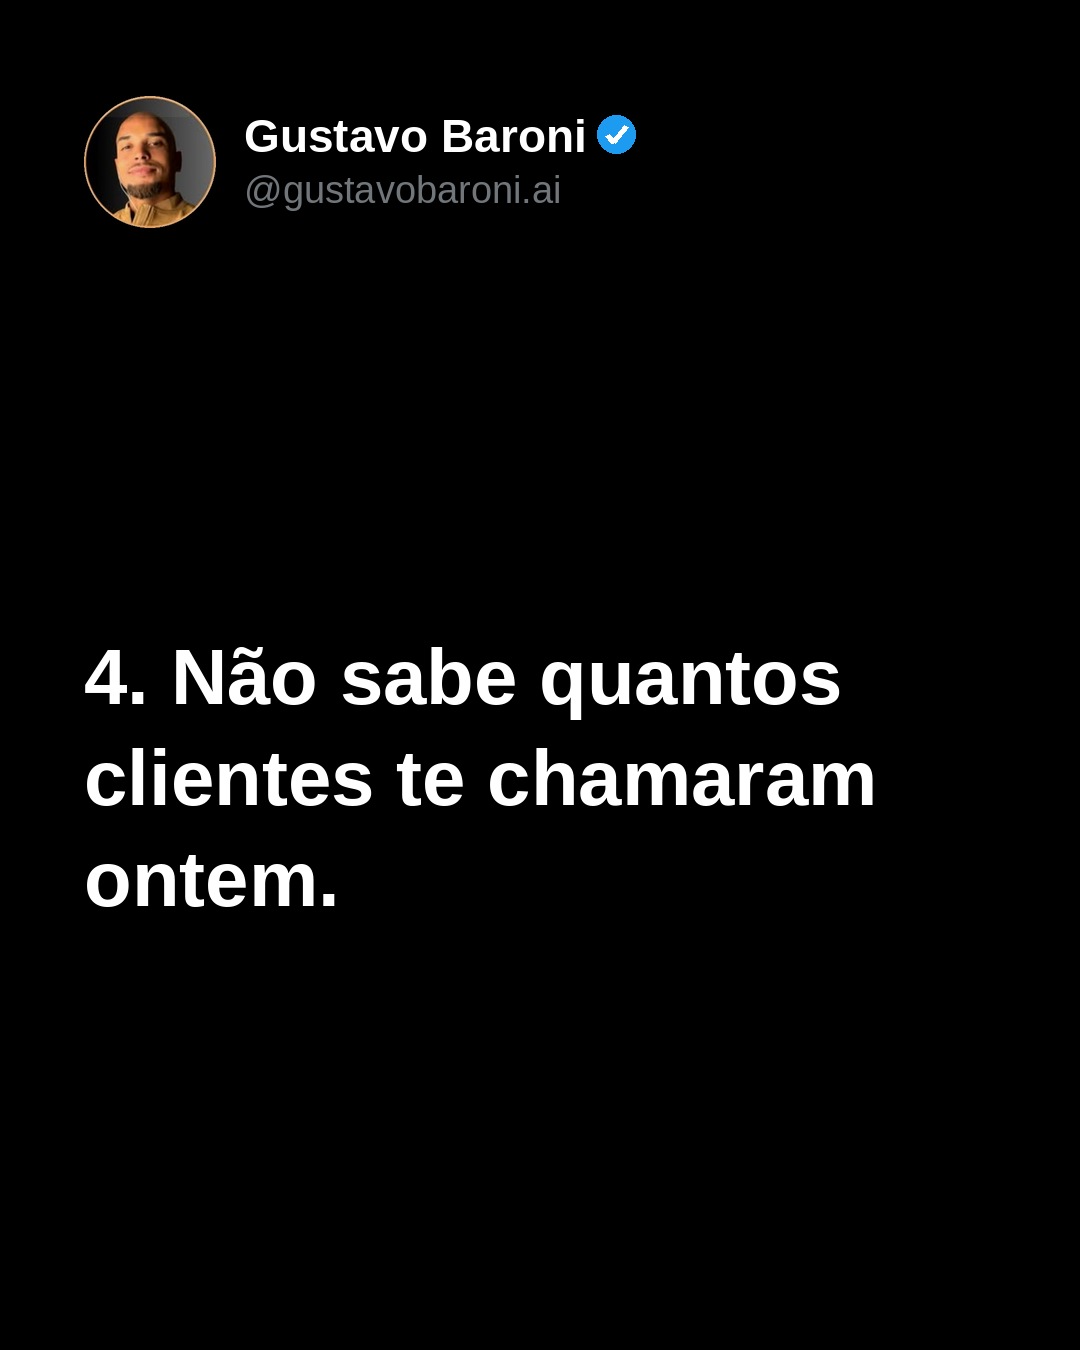 Gustavo Baroni
@gustavobaroni.ai
4. Não sabe quantos
clientes te chamaram
ontem.